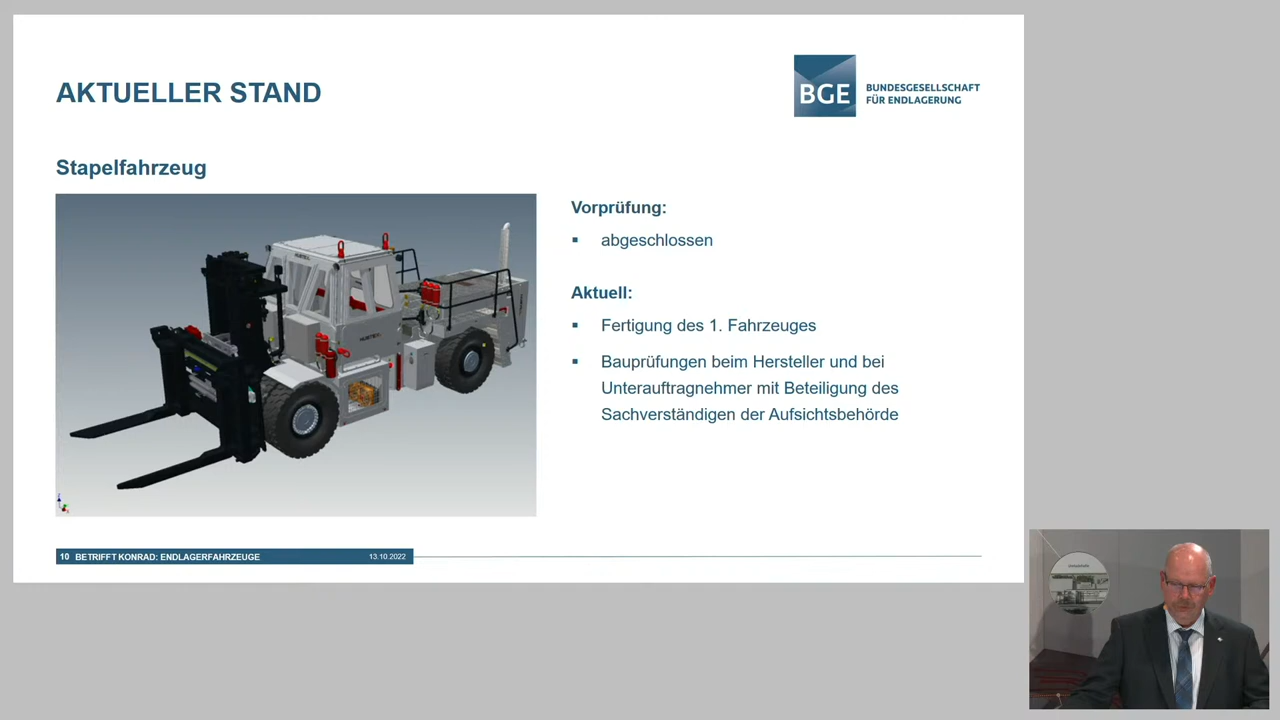 AKTUELLER STAND
BGE
BUNDESGESELLSCHAFT
FÜR ENDLAGERUNG
Stapelfahrzeug
Vorprüfung:
▪ abgeschlossen
Aktuell:
▪ Fertigung des 1. Fahrzeuges
▪ Bauprüfungen beim Hersteller und bei
Unterauftragnehmer mit Beteiligung des
Sachverständigen der Aufsichtsbehörde
10 BETRIFFT KONRAD: ENDLAGERFAHRZEUGE 13.10.2022